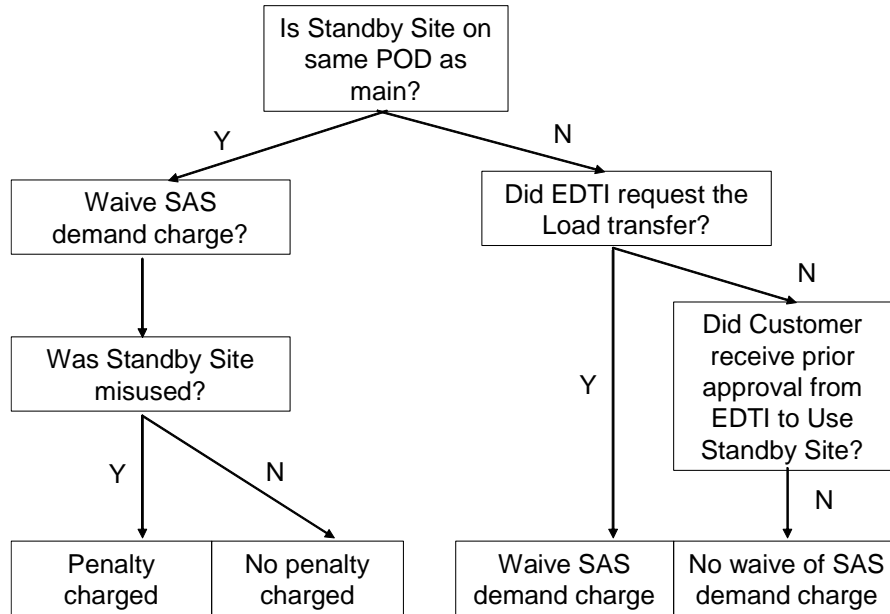 Is Standby Site on
same POD as
main?
Y
N
Waive SAS
demand charge?
Did EDTI request the
Load transfer?
N
Did Customer
receive prior
approval from
EDTI to Use
Standby Site?
Was Standby Site
misused?
Y
Y
N
N
Penalty
charged
No penalty
charged
Waive SAS
demand charge
No waive of SAS
demand charge